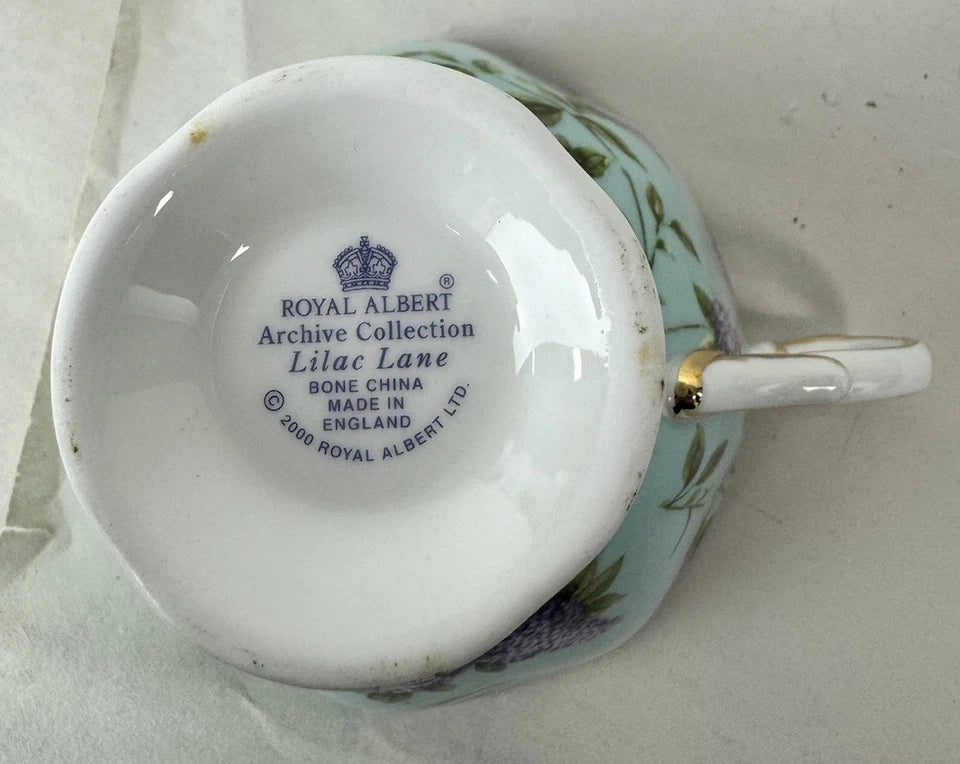 ®
ROYAL ALBERT
Archive Collection
Lilac Lane
BONE CHINA
MADE IN
ENGLAND
© 2000 ROYAL ALBERT LTD.